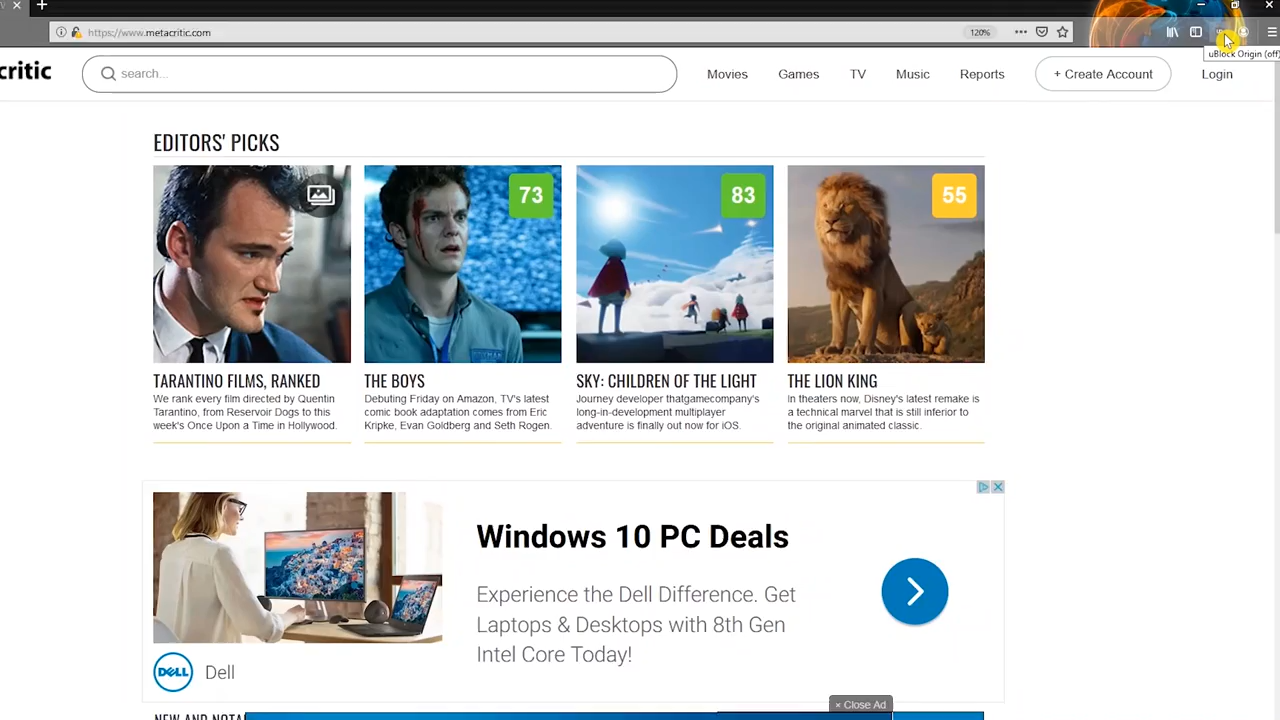 https://www.metacritic.com
120%
uBlock Origin (off)
critic
search...
Movies
Games
TV
Music
Reports
+ Create Account
Login
EDITORS' PICKS
73
83
55
TARANTINO FILMS, RANKED
We rank every film directed by Quentin
Tarantino, from Reservoir Dogs to this
week's Once Upon a Time in Hollywood.
THE BOYS
Debuting Friday on Amazon, TV's latest
comic book adaptation comes from Eric
Kripke, Evan Goldberg and Seth Rogen.
SKY: CHILDREN OF THE LIGHT
Journey developer thatgamecompany's
long-in-development multiplayer
adventure is finally out now for iOS.
THE LION KING
In theaters now, Disney's latest remake is
a technical marvel that is still inferior to
the original animated classic.
Windows 10 PC Deals
Experience the Dell Difference. Get
Laptops & Desktops with 8th Gen
Intel Core Today!
DELL
Dell
× Close Ad
NEW AND NOTA